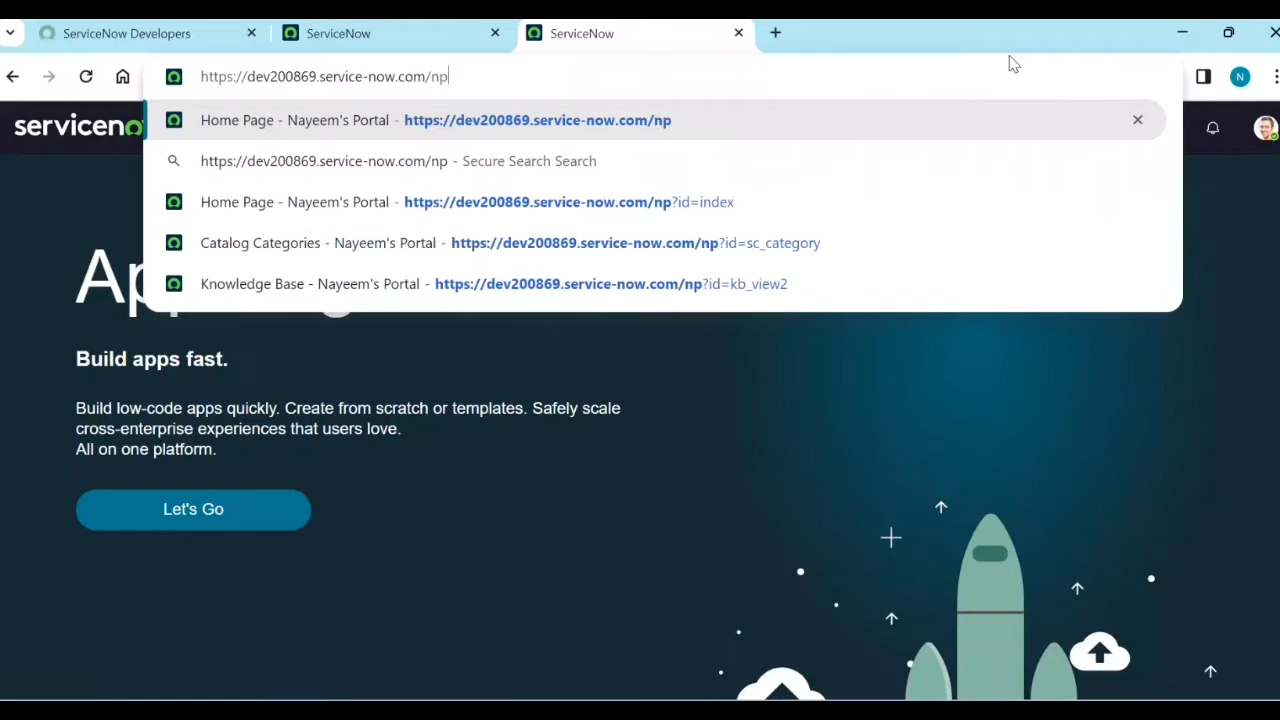 ServiceNow Developers
ServiceNow
ServiceNow
https://dev200869.service-now.com/np
N
Home Page - Nayeem's Portal - https://dev200869.service-now.com/np
https://dev200869.service-now.com/np - Secure Search Search
Home Page - Nayeem's Portal - https://dev200869.service-now.com/np?id=index
Catalog Categories - Nayeem's Portal - https://dev200869.service-now.com/np?id=sc_category
Knowledge Base - Nayeem's Portal - https://dev200869.service-now.com/np?id=kb_view2
serviceno
Build apps fast.
Build low-code apps quickly. Create from scratch or templates. Safely scale
cross-enterprise experiences that users love.
All on one platform.
Let's Go